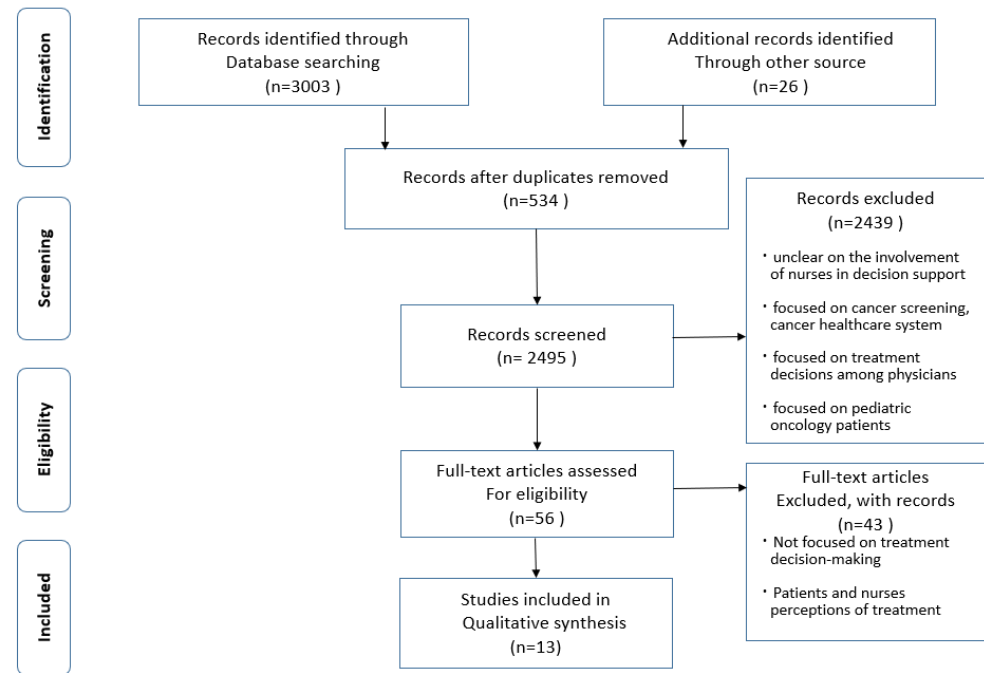 Identification
Records identified through
Database searching
(n=3003 )
Additional records identified
Through other source
(n=26 )
Records after duplicates removed
(n=534 )
Screening
Records excluded
(n=2439 )
・unclear on the involvement
of nurses in decision support
・focused on cancer screening,
cancer healthcare system
・focused on treatment
decisions among physicians
・focused on pediatric
oncology patients
Records screened
(n= 2495 )
Eligibility
Full-text articles assessed
For eligibility
(n=56 )
Full-text articles
Excluded, with records
(n=43 )
・Not focused on treatment
decision-making
・Patients and nurses
perceptions of treatment
Included
Studies included in
Qualitative synthesis
(n=13)